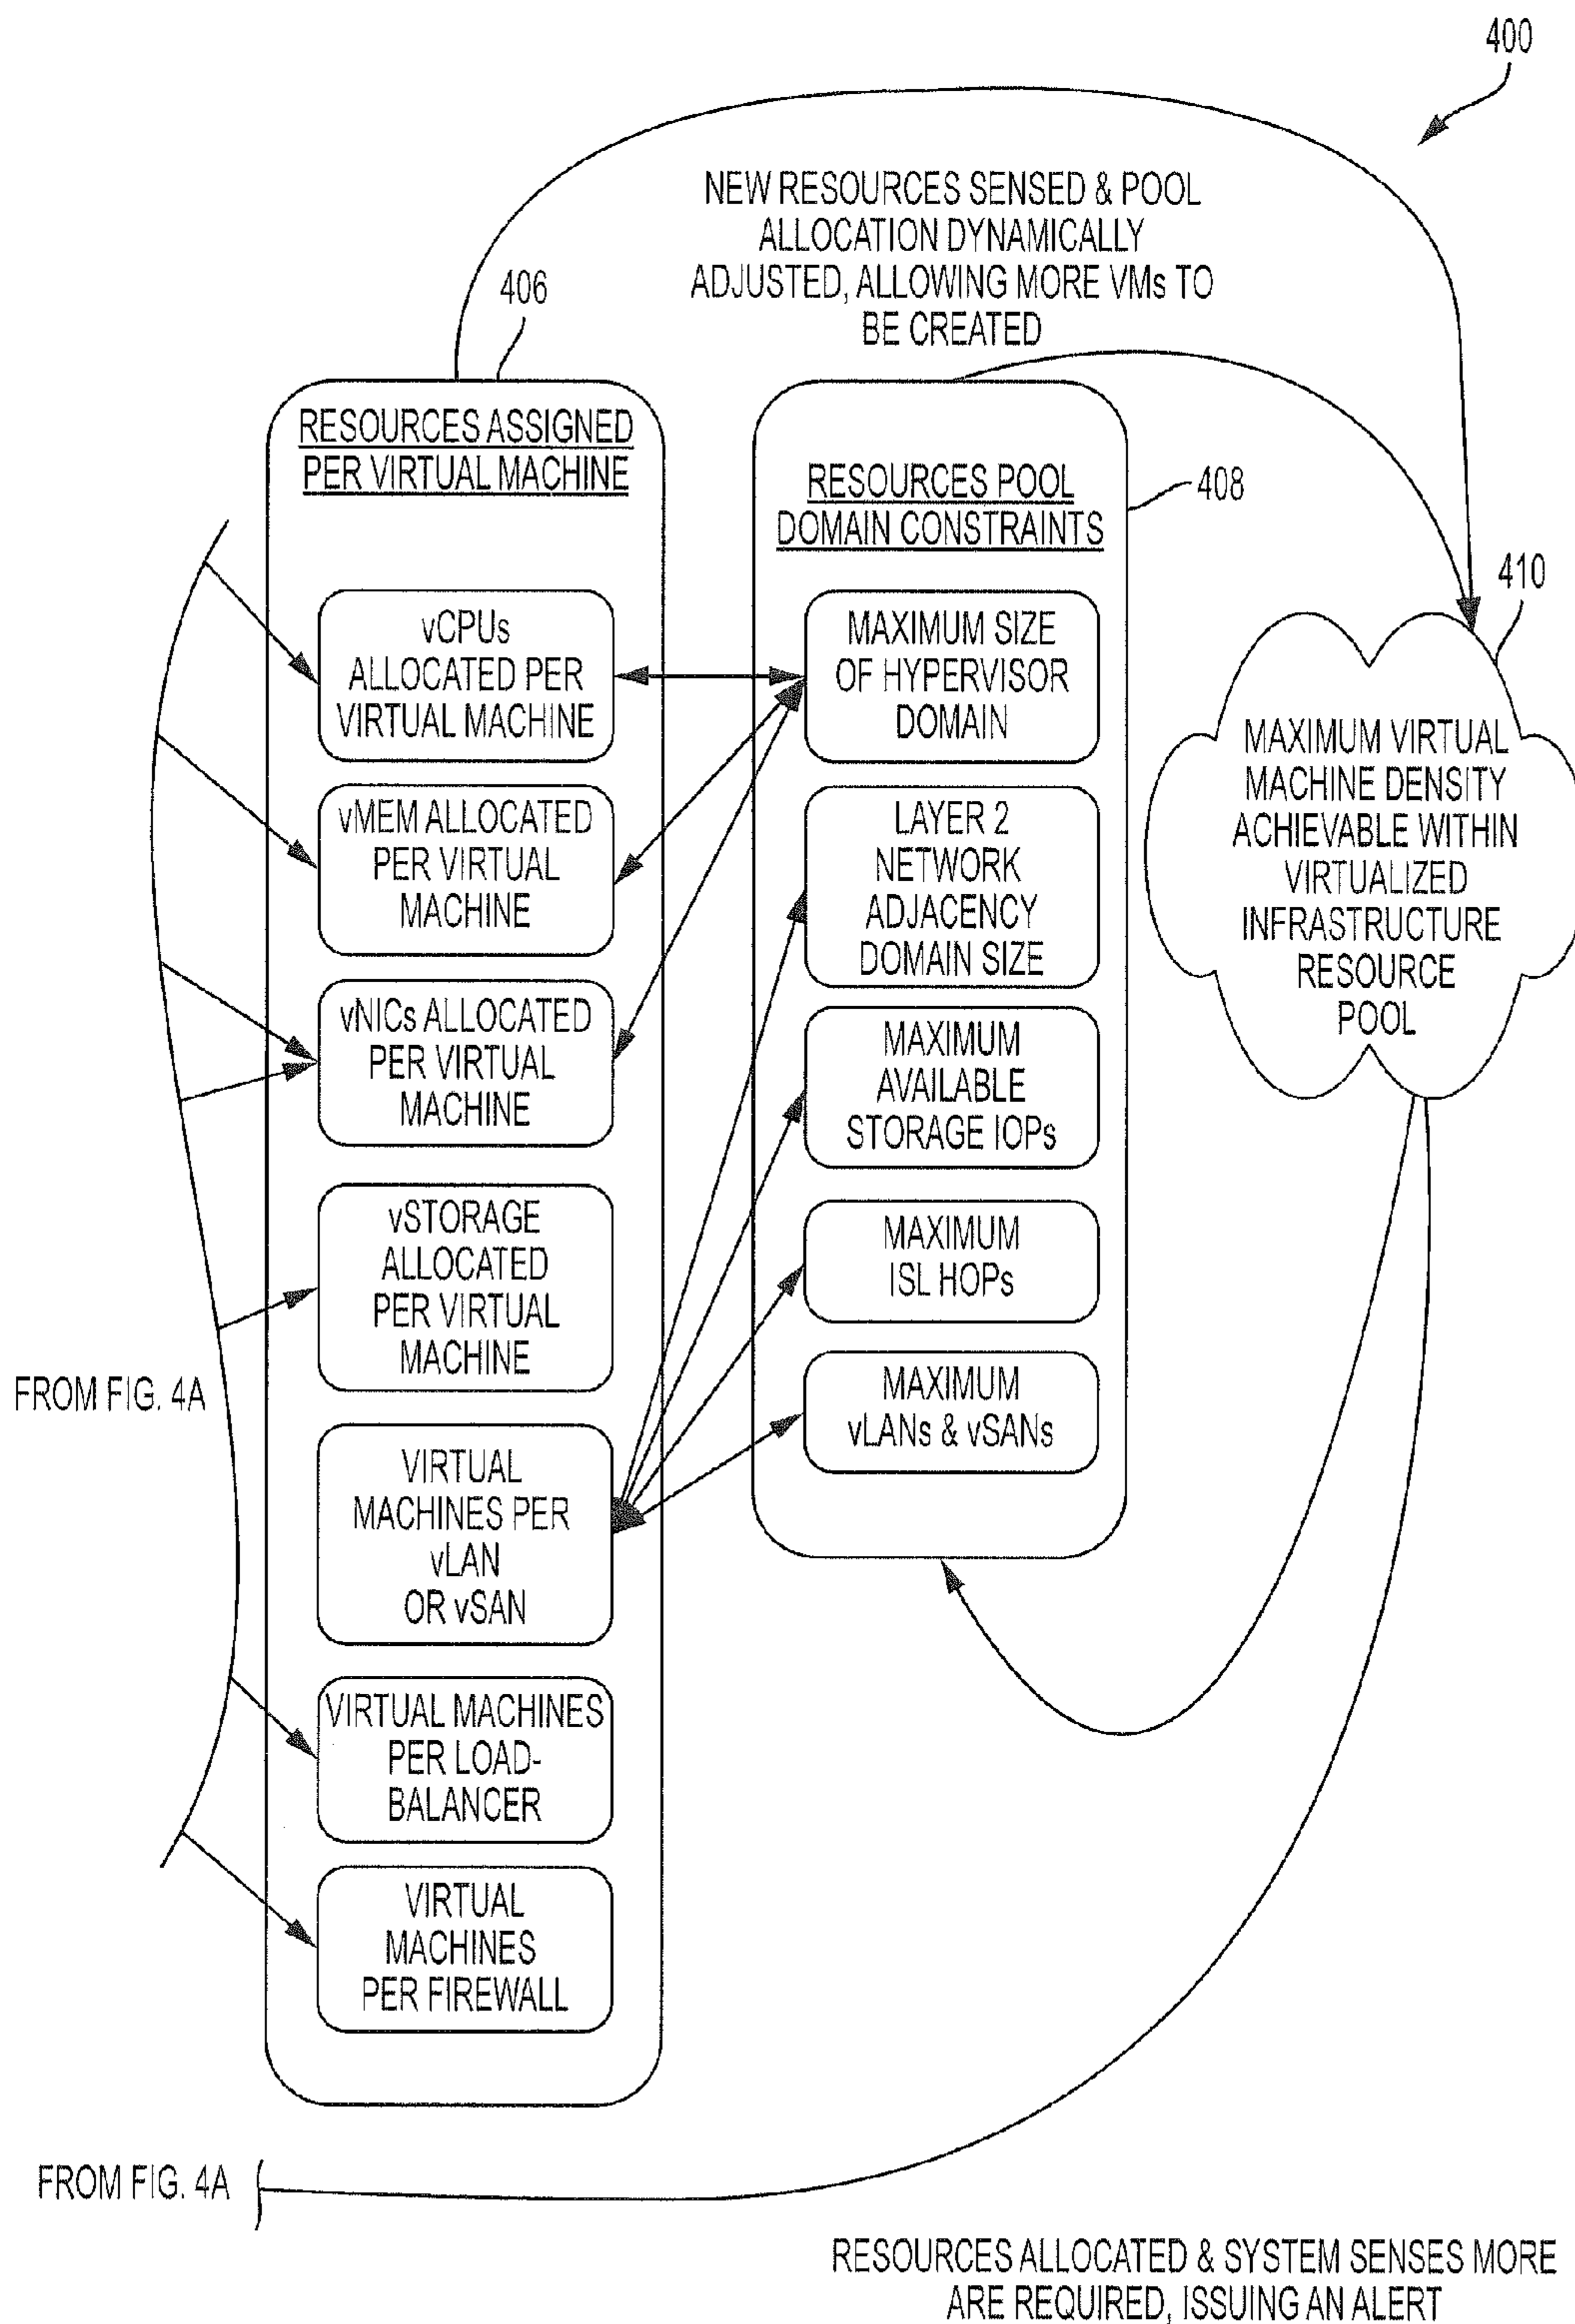 400
NEW RESOURCES SENSED & POOL
ALLOCATION DYNAMICALLY
ADJUSTED, ALLOWING MORE VMs TO
BE CREATED
406
RESOURCES ASSIGNED
PER VIRTUAL MACHINE
vCPUs
ALLOCATED PER
VIRTUAL MACHINE
vMEM ALLOCATED
PER VIRTUAL
MACHINE
vNICs ALLOCATED
PER VIRTUAL
MACHINE
vSTORAGE
ALLOCATED
PER VIRTUAL
MACHINE
VIRTUAL
MACHINES PER
vLAN
OR vSAN
VIRTUAL MACHINES
PER LOAD-
BALANCER
VIRTUAL
MACHINES
PER FIREWALL
RESOURCES POOL
DOMAIN CONSTRAINTS
408
MAXIMUM SIZE
OF HYPERVISOR
DOMAIN
LAYER 2
NETWORK
ADJACENCY
DOMAIN SIZE
MAXIMUM
AVAILABLE
STORAGE IOPs
MAXIMUM
ISL HOPs
MAXIMUM
vLANs & vSANs
410
MAXIMUM VIRTUAL
MACHINE DENSITY
ACHIEVABLE WITHIN
VIRTUALIZED
INFRASTRUCTURE
RESOURCE
POOL
FROM FIG. 4A
FROM FIG. 4A
RESOURCES ALLOCATED & SYSTEM SENSES MORE
ARE REQUIRED, ISSUING AN ALERT